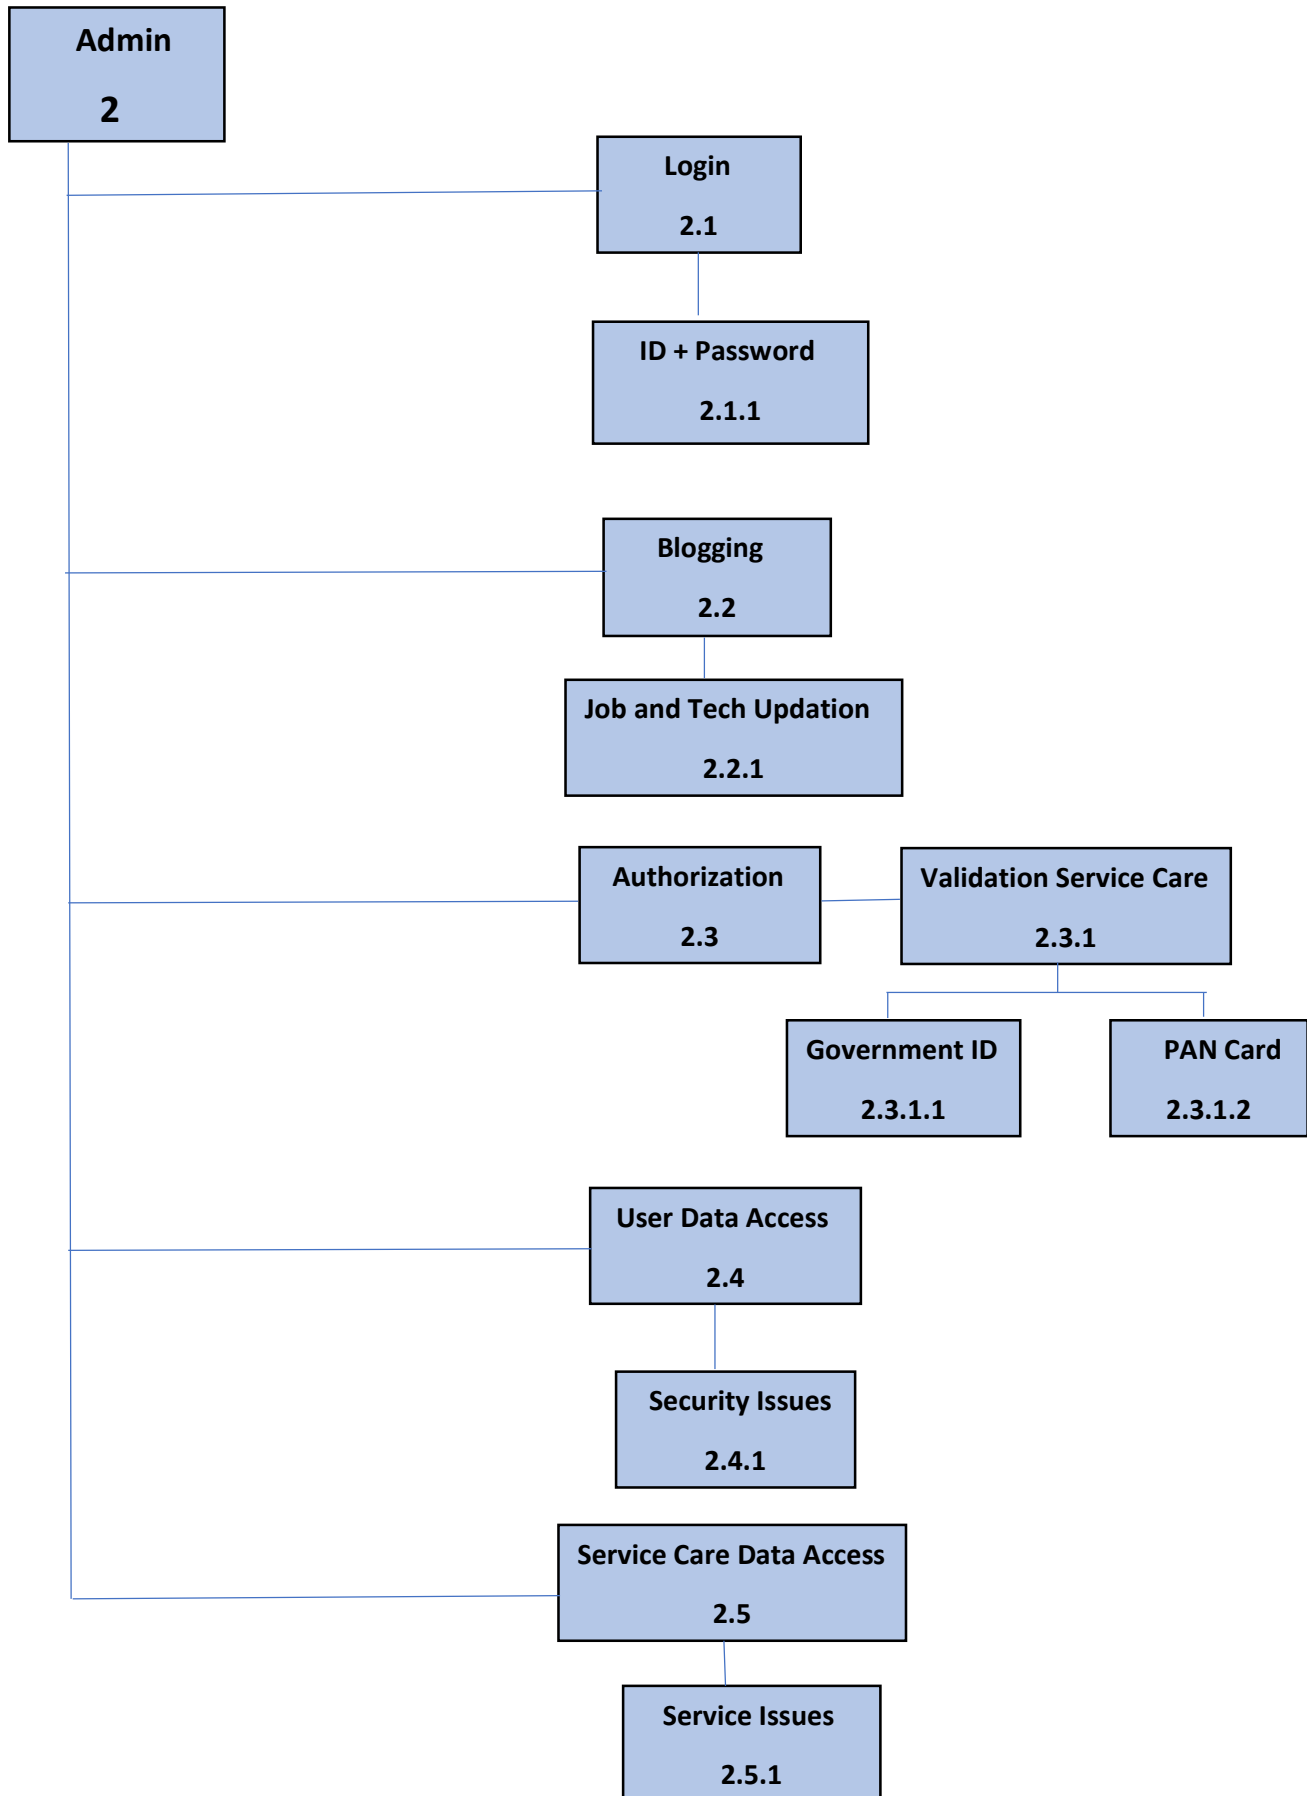 Admin
2
Login
2.1
ID + Password
2.1.1
Blogging
2.2
Job and Tech Updation
2.2.1
Authorization
2.3
Validation Service Care
2.3.1
Government ID
2.3.1.1
PAN Card
2.3.1.2
User Data Access
2.4
Security Issues
2.4.1
Service Care Data Access
2.5
Service Issues
2.5.1